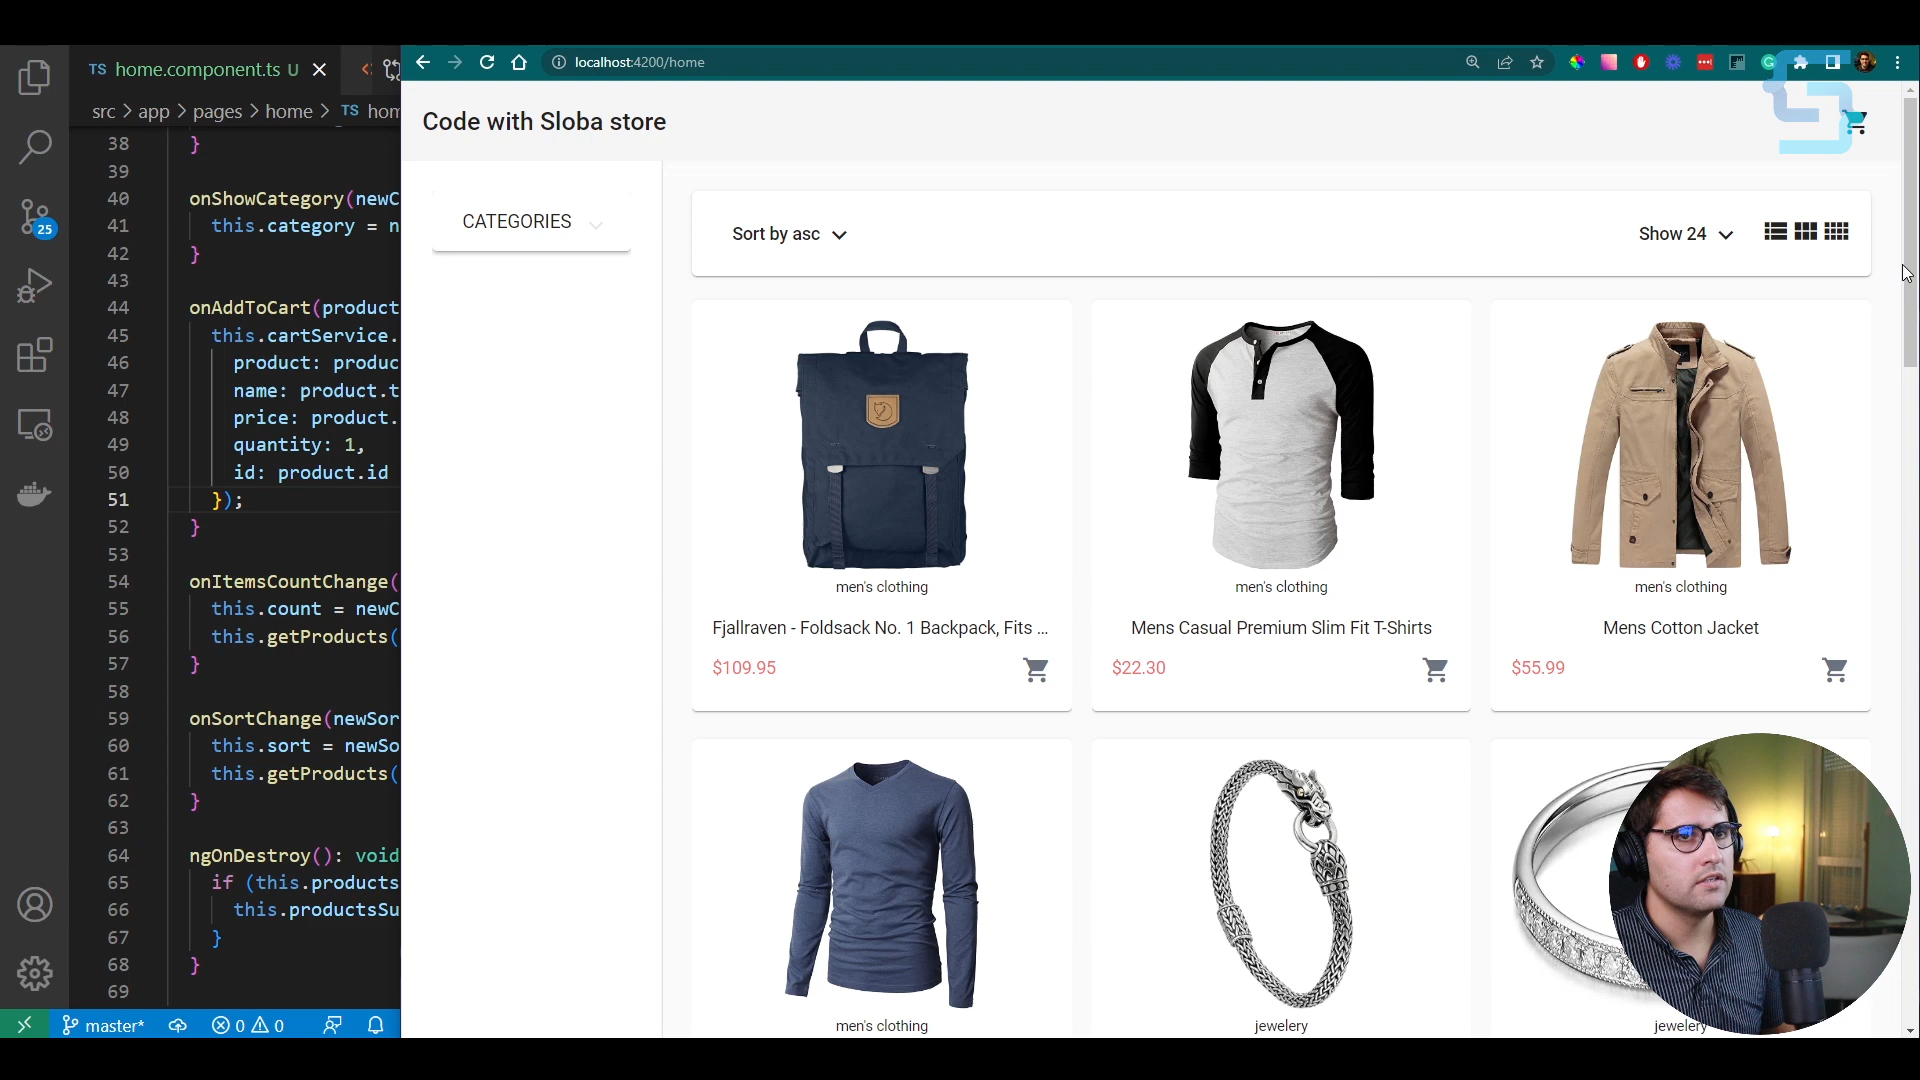 TS home.component.ts U
localhost:4200/home
src > app > pages > home > TS hom
Code with Sloba store
CATEGORIES
Sort by asc
Show 24
38 }
39
40 onShowCategory(newC
41 this.category = n
42 }
43
44 onAddToCart(product
45 this.cartService.
46 product: produc
47 name: product.t
48 price: product.
49 quantity: 1,
50 id: product.id
51 });
52 }
53
54 onItemsCountChange(
55 this.count = newC
56 this.getProducts(
57 }
58
59 onSortChange(newSor
60 this.sort = newSo
61 this.getProducts(
62 }
63
64 ngOnDestroy(): void
65 if (this.products
66 this.productsSu
67 }
68 }
69
25
master*
0 0
men's clothing
Fjallraven - Foldsack No. 1 Backpack, Fits ...
$109.95
men's clothing
Mens Casual Premium Slim Fit T-Shirts
$22.30
men's clothing
Mens Cotton Jacket
$55.99
men's clothing
jewelery
jewelery